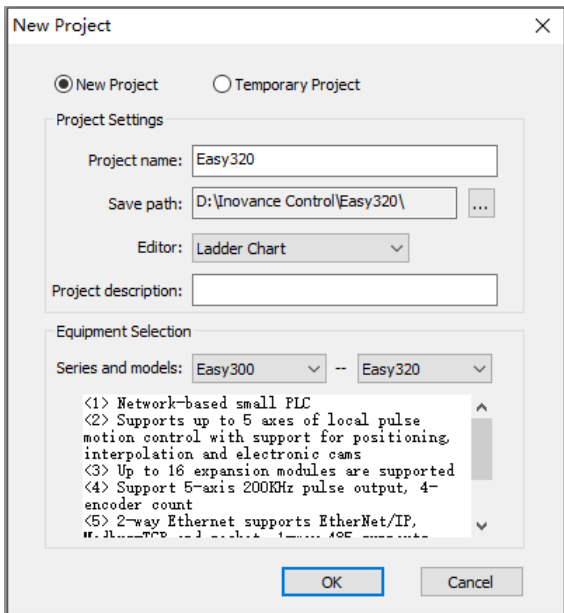 New Project
New Project Temporary Project
Project Settings
Project name: Easy320
Save path: D:\Inovance Control\Easy320\ ...
Editor: Ladder Chart
Project description:
Equipment Selection
Series and models: Easy300 -- Easy320
<1> Network-based small PLC
<2> Supports up to 5 axes of local pulse
motion control with support for positioning,
interpolation and electronic cams
<3> Up to 16 expansion modules are supported
<4> Support 5-axis 200KHz pulse output, 4-
encoder count
<5> 2-way Ethernet supports EtherNet/IP,
OK Cancel